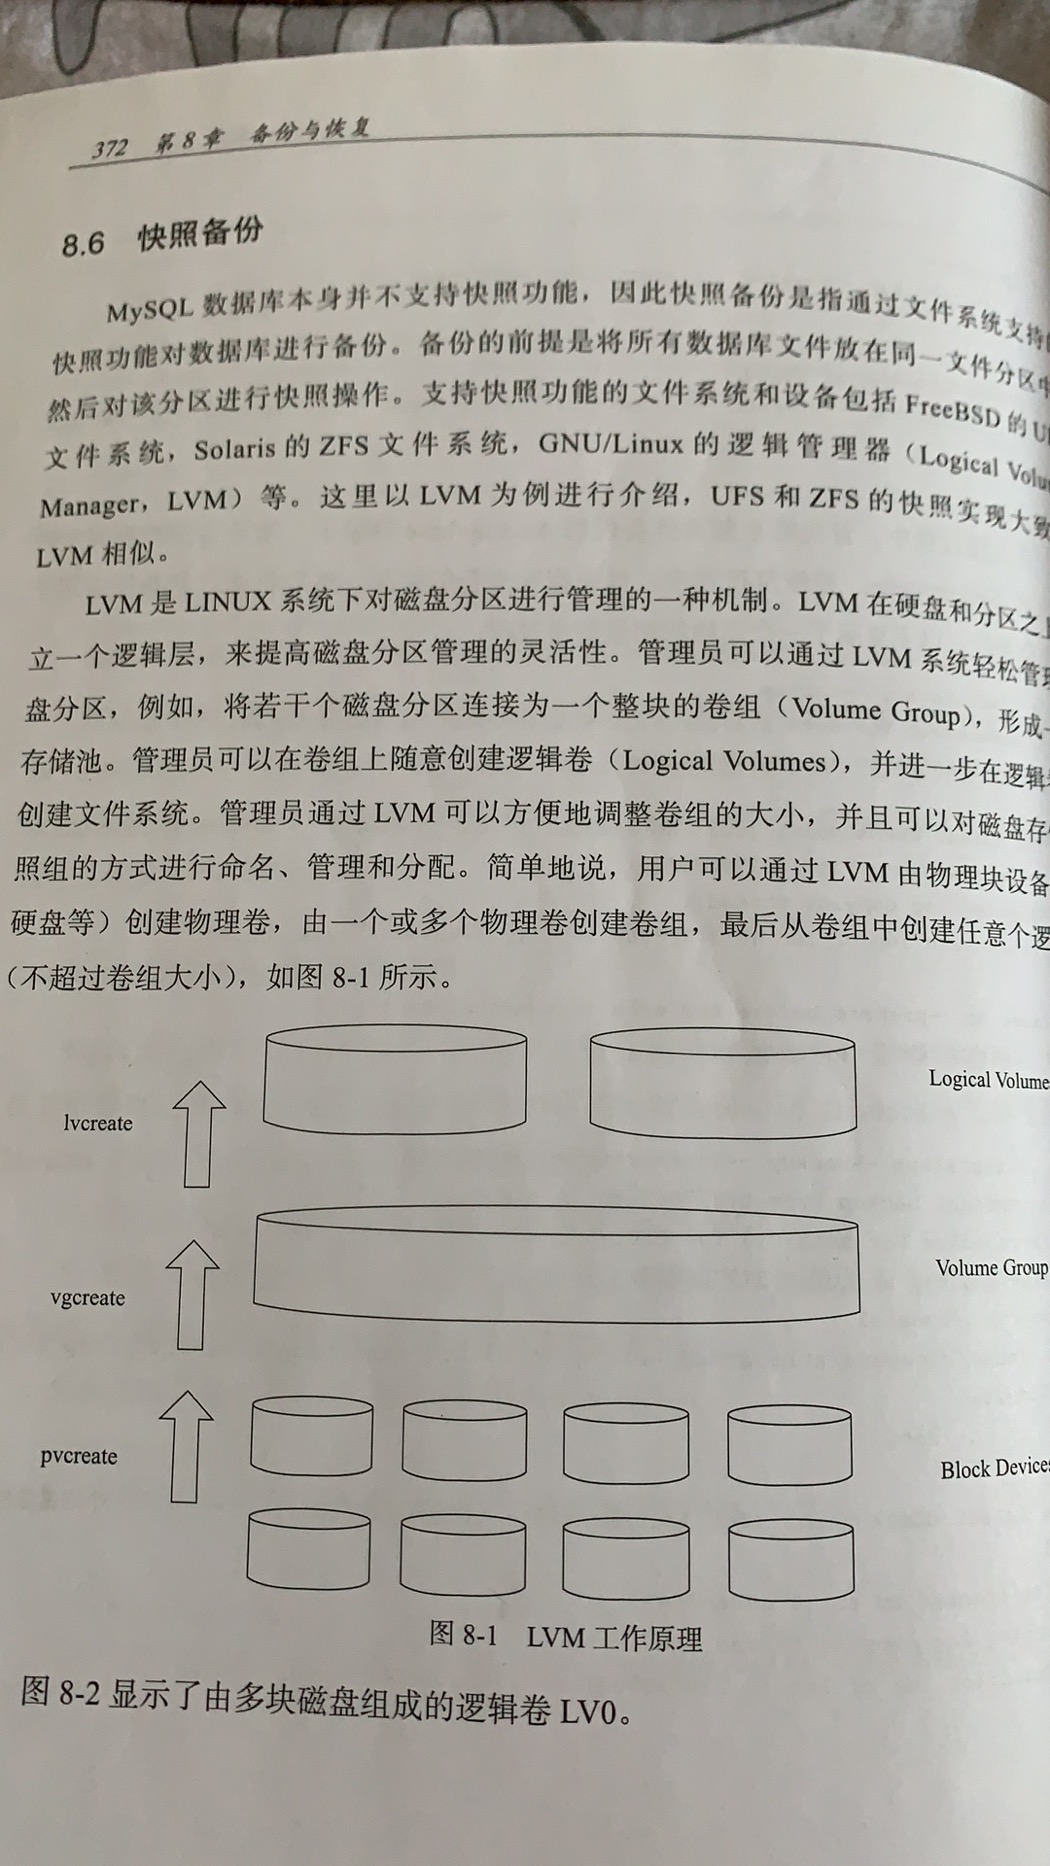 372 第8章 备份与恢复
8.6 快照备份
MySQL 数据库本身并不支持快照功能，因此快照备份是指通过文件系统支持
快照功能对数据库进行备份。备份的前提是将所有数据库文件放在同一文件分区
然后对该分区进行快照操作。支持快照功能的文件系统和设备包括 FreeBSD 的
文件系统，Solaris 的 ZFS 文件系统，GNU/Linux 的逻辑管理器（Logical
Manager，LVM）等。这里以 LVM 为例进行介绍，UFS 和 ZFS 的快照实现大致
LVM 相似。
LVM 是 LINUX 系统下对磁盘分区进行管理的一种机制。LVM 在硬盘和分区之
立一个逻辑层，来提高磁盘分区管理的灵活性。管理员可以通过 LVM 系统轻松管
盘分区，例如，将若干个磁盘分区连接为一个整块的卷组（Volume Group），形成
存储池。管理员可以在卷组上随意创建逻辑卷（Logical Volumes），并进一步在逻辑
创建文件系统。管理员通过 LVM 可以方便地调整卷组的大小，并且可以对磁盘存
照组的方式进行命名、管理和分配。简单地说，用户可以通过 LVM 由物理块设备
硬盘等）创建物理卷，由一个或多个物理卷创建卷组，最后从卷组中创建任意个逻
（不超过卷组大小），如图 8-1 所示。
Logical Volume
lvcreate
Volume Group
vgcreate
pvcreate
Block Devices
图 8-1 LVM 工作原理
图 8-2 显示了由多块磁盘组成的逻辑卷 LV0。